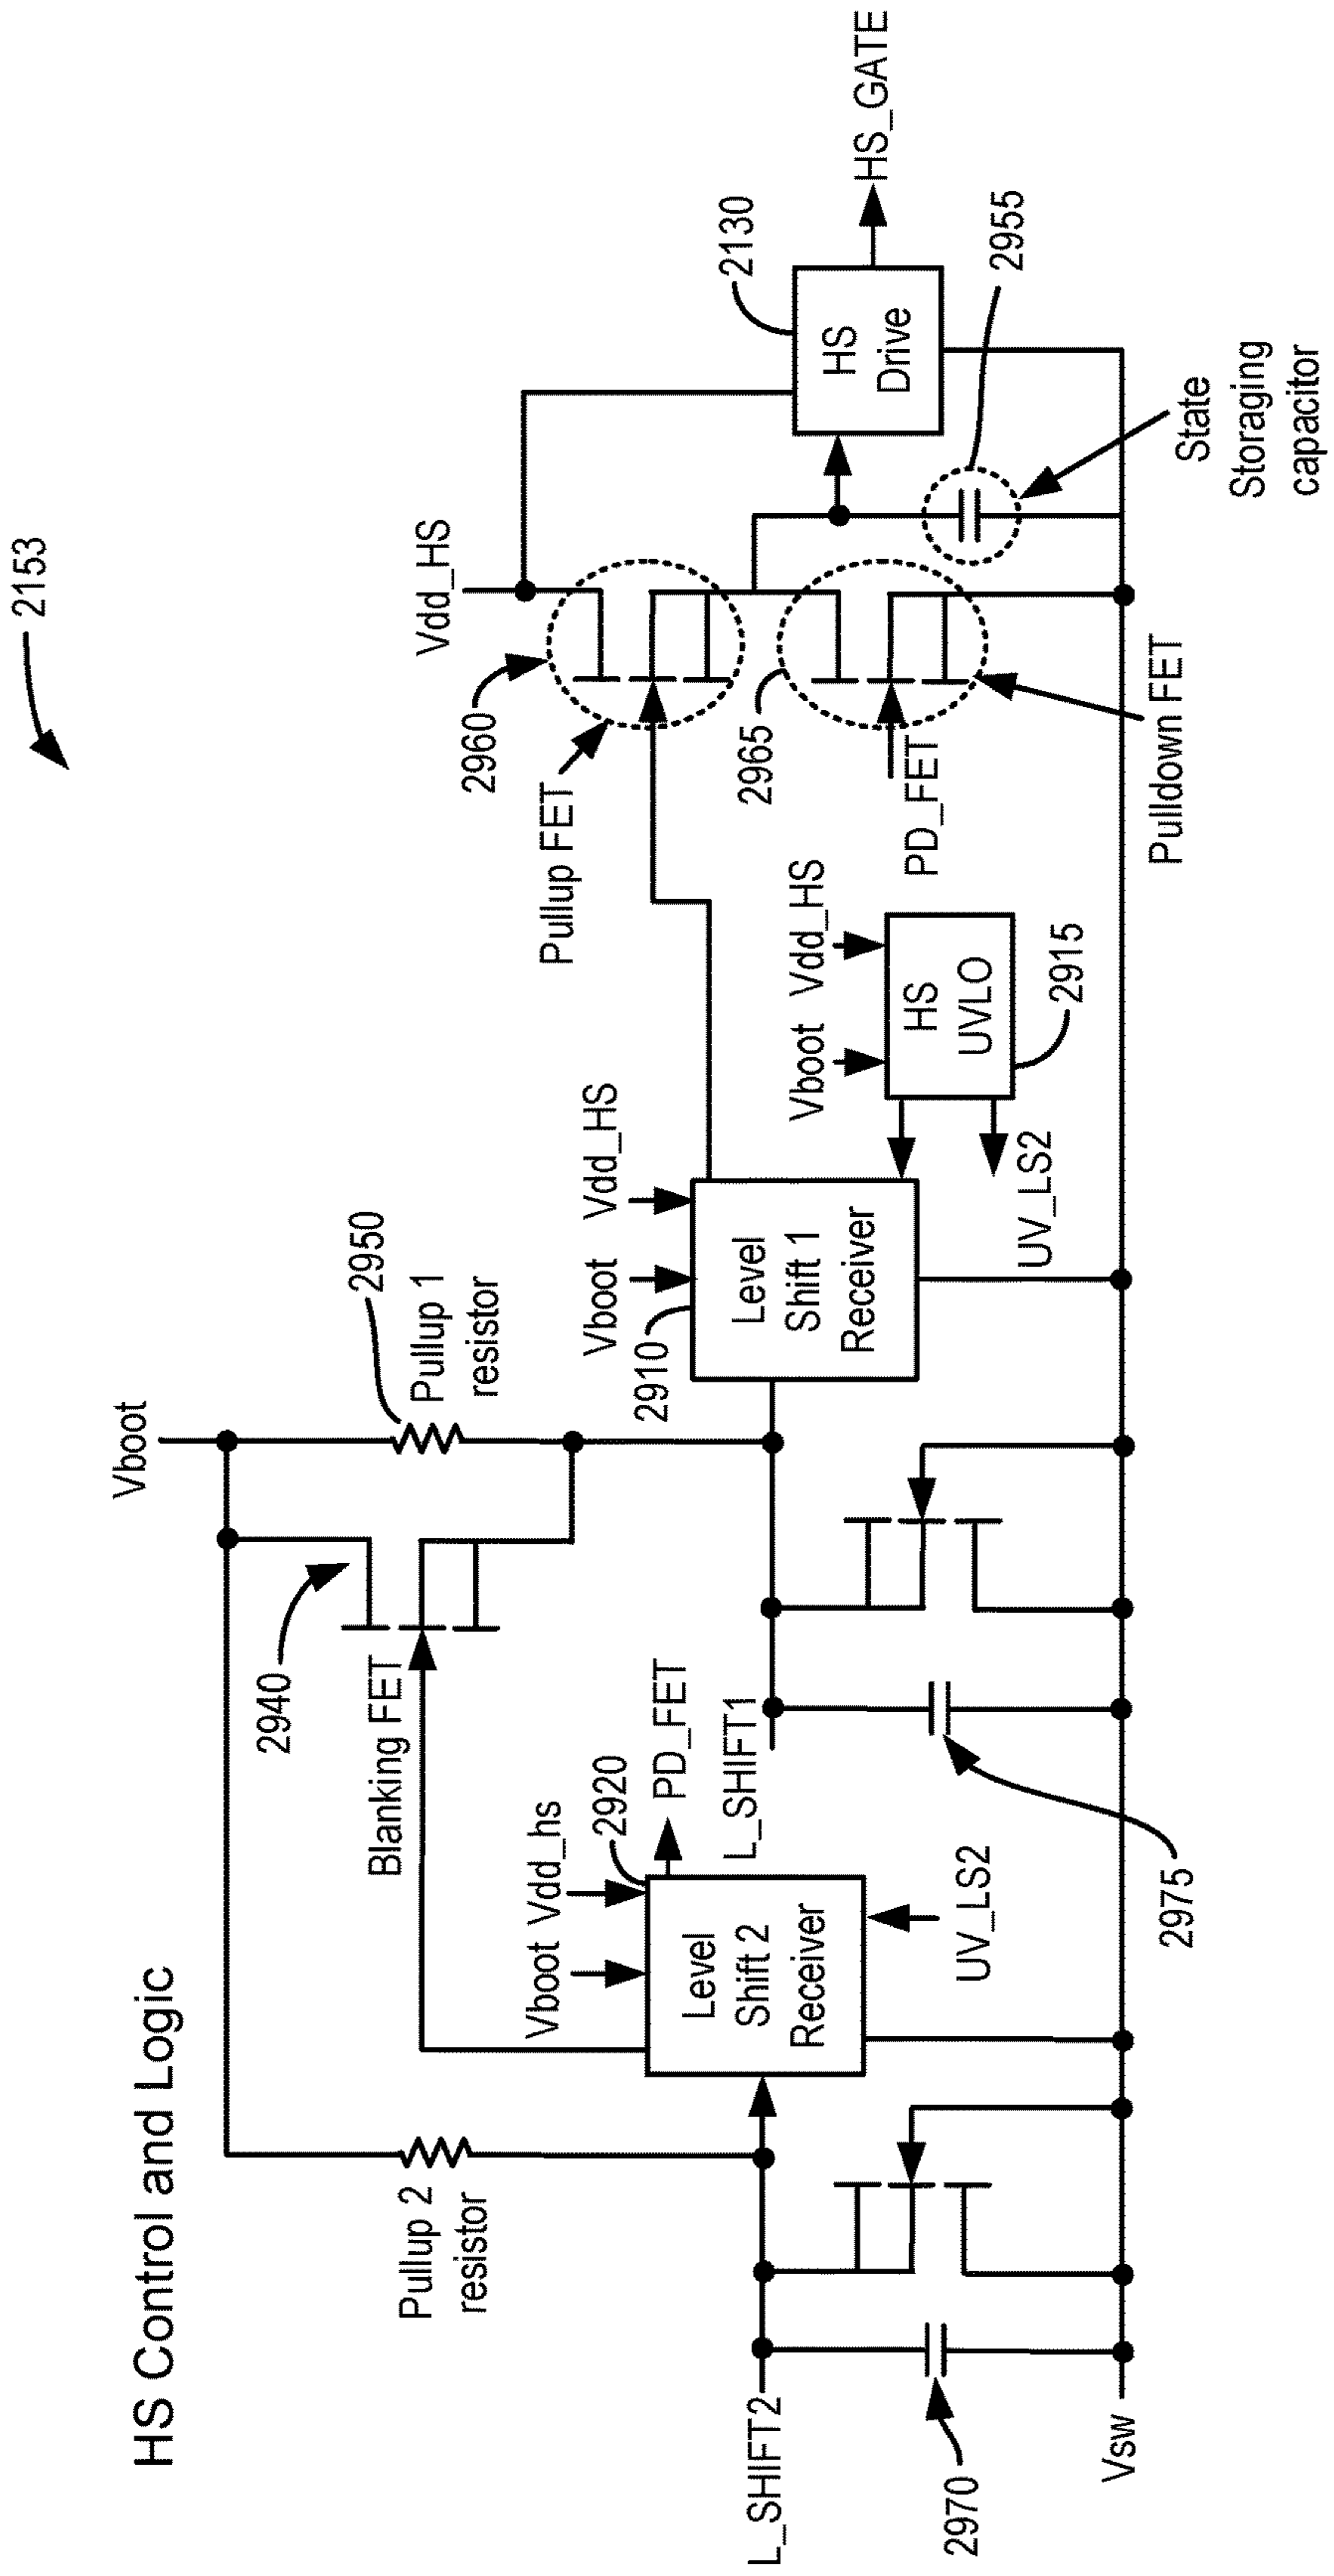 HS Control and Logic
2153
Vboot
2940
Blanking FET
2950
Pullup 1
resistor
Pullup 2
resistor
Vboot
Vdd_hs
2920
PD_FET
Level
Shift 2
Receiver
UV_LS2
L_SHIFT2
2970
L_SHIFT1
2975
Vboot
Vdd_HS
2910
Level
Shift 1
Receiver
Vboot
Vdd_HS
HS
UVLO
2915
UV_LS2
Vdd_HS
2960
Pullup FET
2965
PD_FET
Pulldown FET
2130
HS
Drive
HS_GATE
2955
State
Storaging
capacitor
Vsw